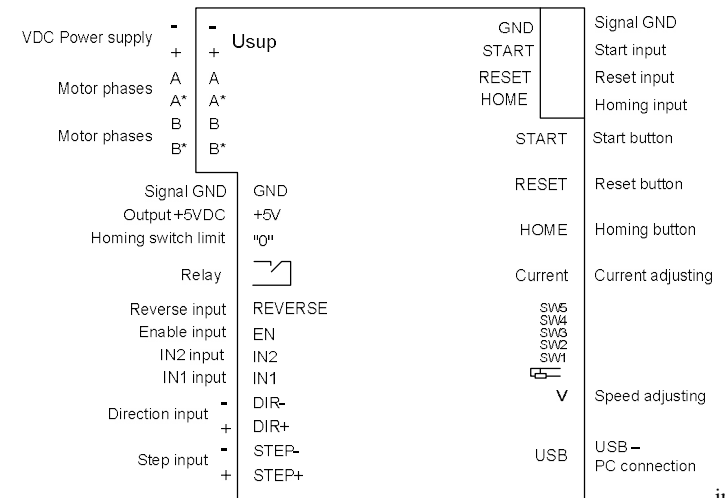 VDC Power supply - - Usup
+ +
Motor phases A A
A* A*
Motor phases B B
B* B*
Signal GND GND
Output +5VDC +5V
Homing switch limit "0"
Relay
Reverse input REVERSE
Enable input EN
IN2 input IN2
IN1 input IN1
Direction input - DIR-
+ DIR+
Step input - STEP-
+ STEP+
GND Signal GND
START Start input
RESET Reset input
HOME Homing input
START Start button
RESET Reset button
HOME Homing button
Current Current adjusting
SW5
SW4
SW3
SW2
SW1
V Speed adjusting
USB USB –
PC connection